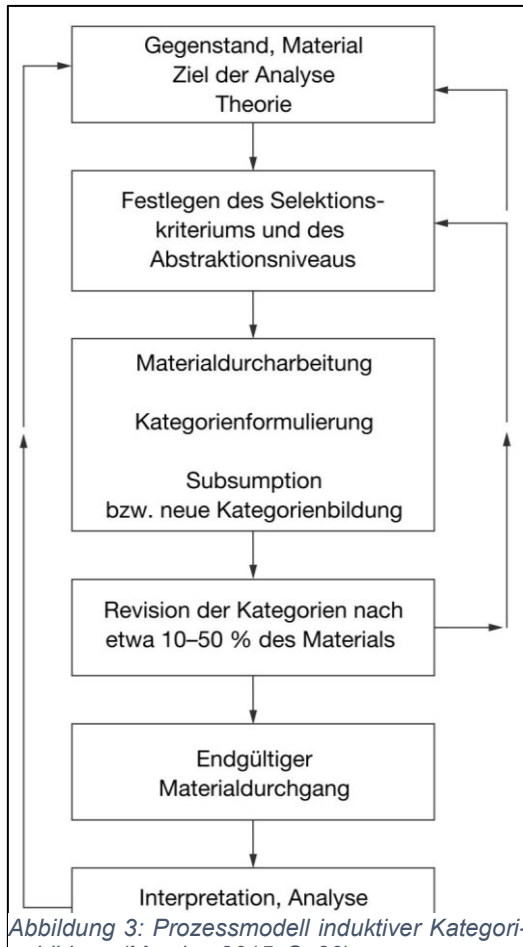 Gegenstand, Material
Ziel der Analyse
Theorie
Festlegen des Selektions-
kriteriums und des
Abstraktionsniveaus
Materialdurcharbeitung
Kategorienformulierung
Subsumption
bzw. neue Kategorienbildung
Revision der Kategorien nach
etwa 10–50 % des Materials
Endgültiger
Materialdurchgang
Interpretation, Analyse
Abbildung 3: Prozessmodell induktiver Kategori-